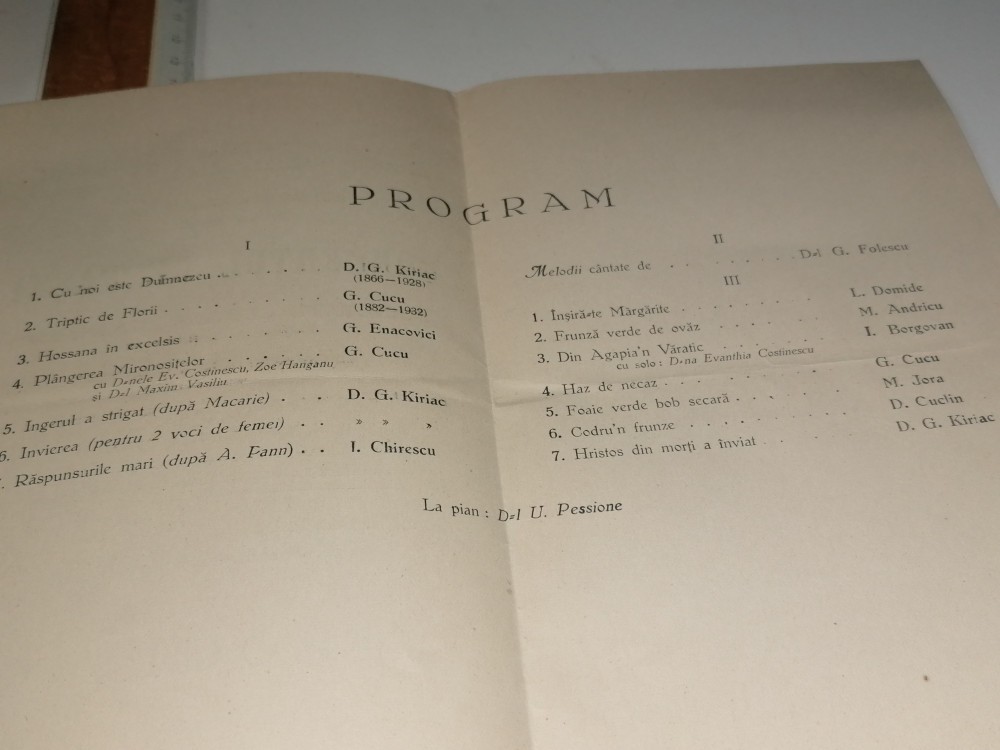 PROGRAM
I
1. Cu noi este Dumnezeu . . . . . . . D. G. Kiriac
(1866-1928)
2. Triptic de Florii . . . . . . . . . G. Cucu
(1882-1932)
3. Hossana in excelsis . . . . . . . . G. Enacovici
4. Plângerea Mironosițelor . . . . . . . G. Cucu
cu D=nele Ev. Costinescu, Zoe Hanganu
și D=l Maxim Vasiliu
5. Ingerul a strigat (după Macarie) . . . D. G. Kiriac
6. Invierea (pentru 2 voci de femei) . . » » »
. Răspunsurile mari (după A. Pann) . . I. Chirescu
II
Melodii cântate de . . . . . . . . D=l G. Folescu
III
1. Înșiră=te Mărgărite . . . . . . . . L. Domide
2. Frunză verde de ovăz . . . . . . . M. Andricu
3. Din Agapia'n Văratic . . . . . . . I. Borgovan
cu solo: D=na Evanthia Costinescu
4. Haz de necaz . . . . . . . . . . G. Cucu
5. Foaie verde bob secară . . . . . . . M. Jora
6. Codru'n frunze . . . . . . . . . D. Cuclin
7. Hristos din morți a înviat . . . . . . D. G. Kiriac
La pian: D=l U. Pessione